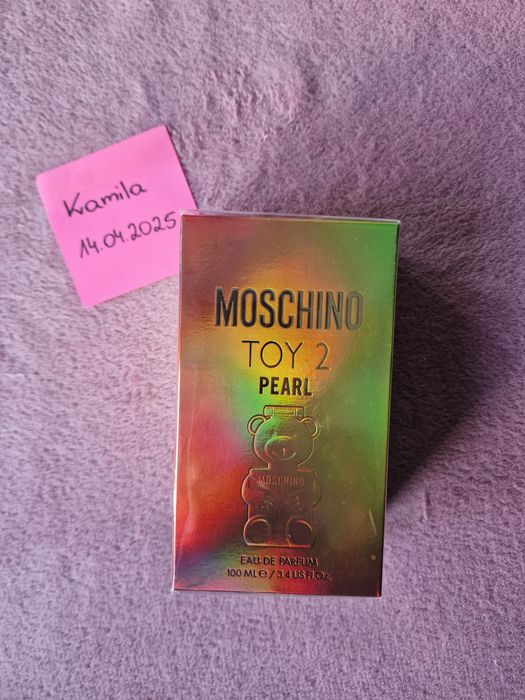 Kamila
14.04.2025
MOSCHINO
TOY 2
PEARL
MOSCHINO
EAU DE PARFUM
100 ML ℮ / 3.4 US FL.Oz.